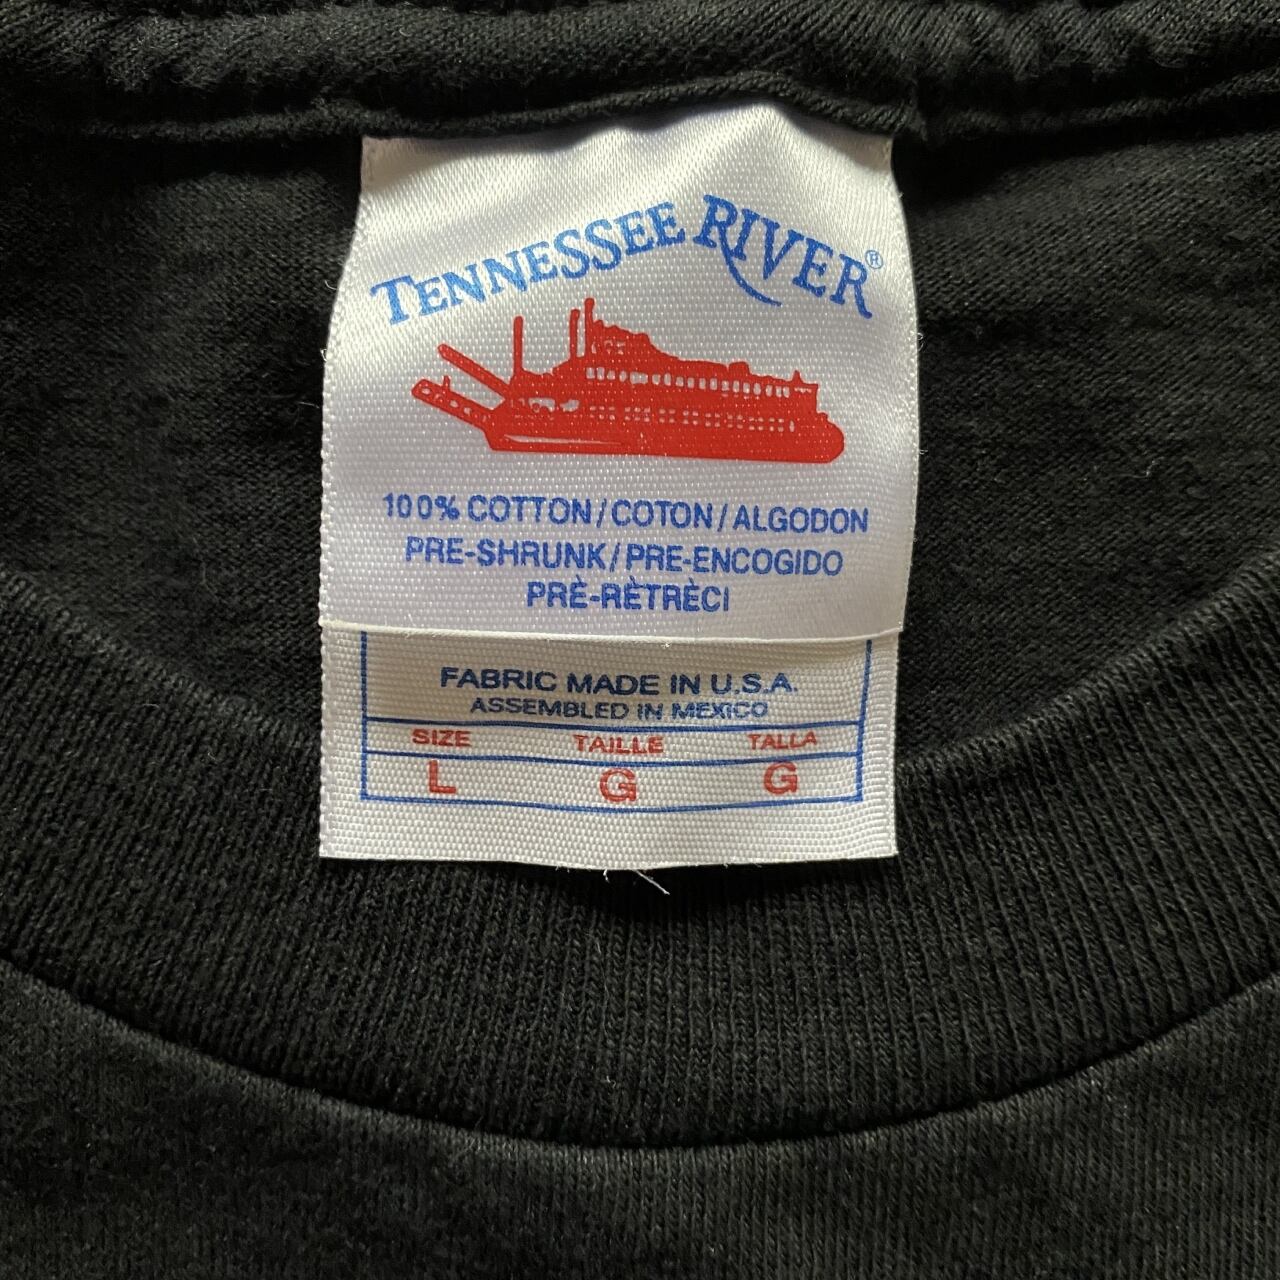 TENNESSEE RIVER®
100% COTTON/COTON/ALGODON
PRE-SHRUNK/PRE-ENCOGIDO
PRÈ-RÈTRÈCI
FABRIC MADE IN U.S.A.
ASSEMBLED IN MEXICO
SIZE TAILLE TALLA
L G G